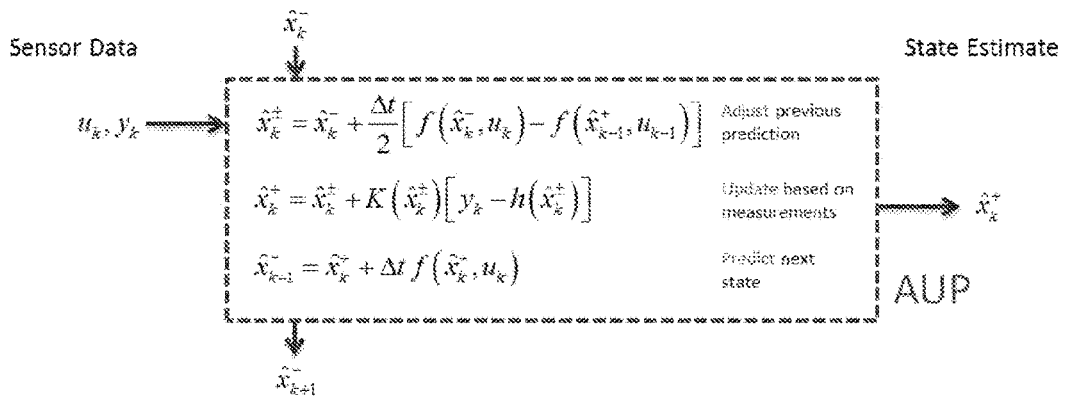 x̂ₖ⁻
Sensor Data
State Estimate
uₖ, yₖ
x̂ₖ^± = x̂ₖ⁻ + Δt/2 [ f(x̂ₖ⁻, uₖ) − f(x̂ₖ₋₁⁺, uₖ₋₁) ] Adjust previous prediction
x̂ₖ⁺ = x̂ₖ^± + K(x̂ₖ^±)[ yₖ − h(x̂ₖ^±) ] Update based on measurements
x̂ₖ₊₁⁻ = x̂ₖ⁺ + Δt f(x̂ₖ⁺, uₖ) Predict next state
x̂ₖ⁺
AUP
x̂ₖ₊₁⁻